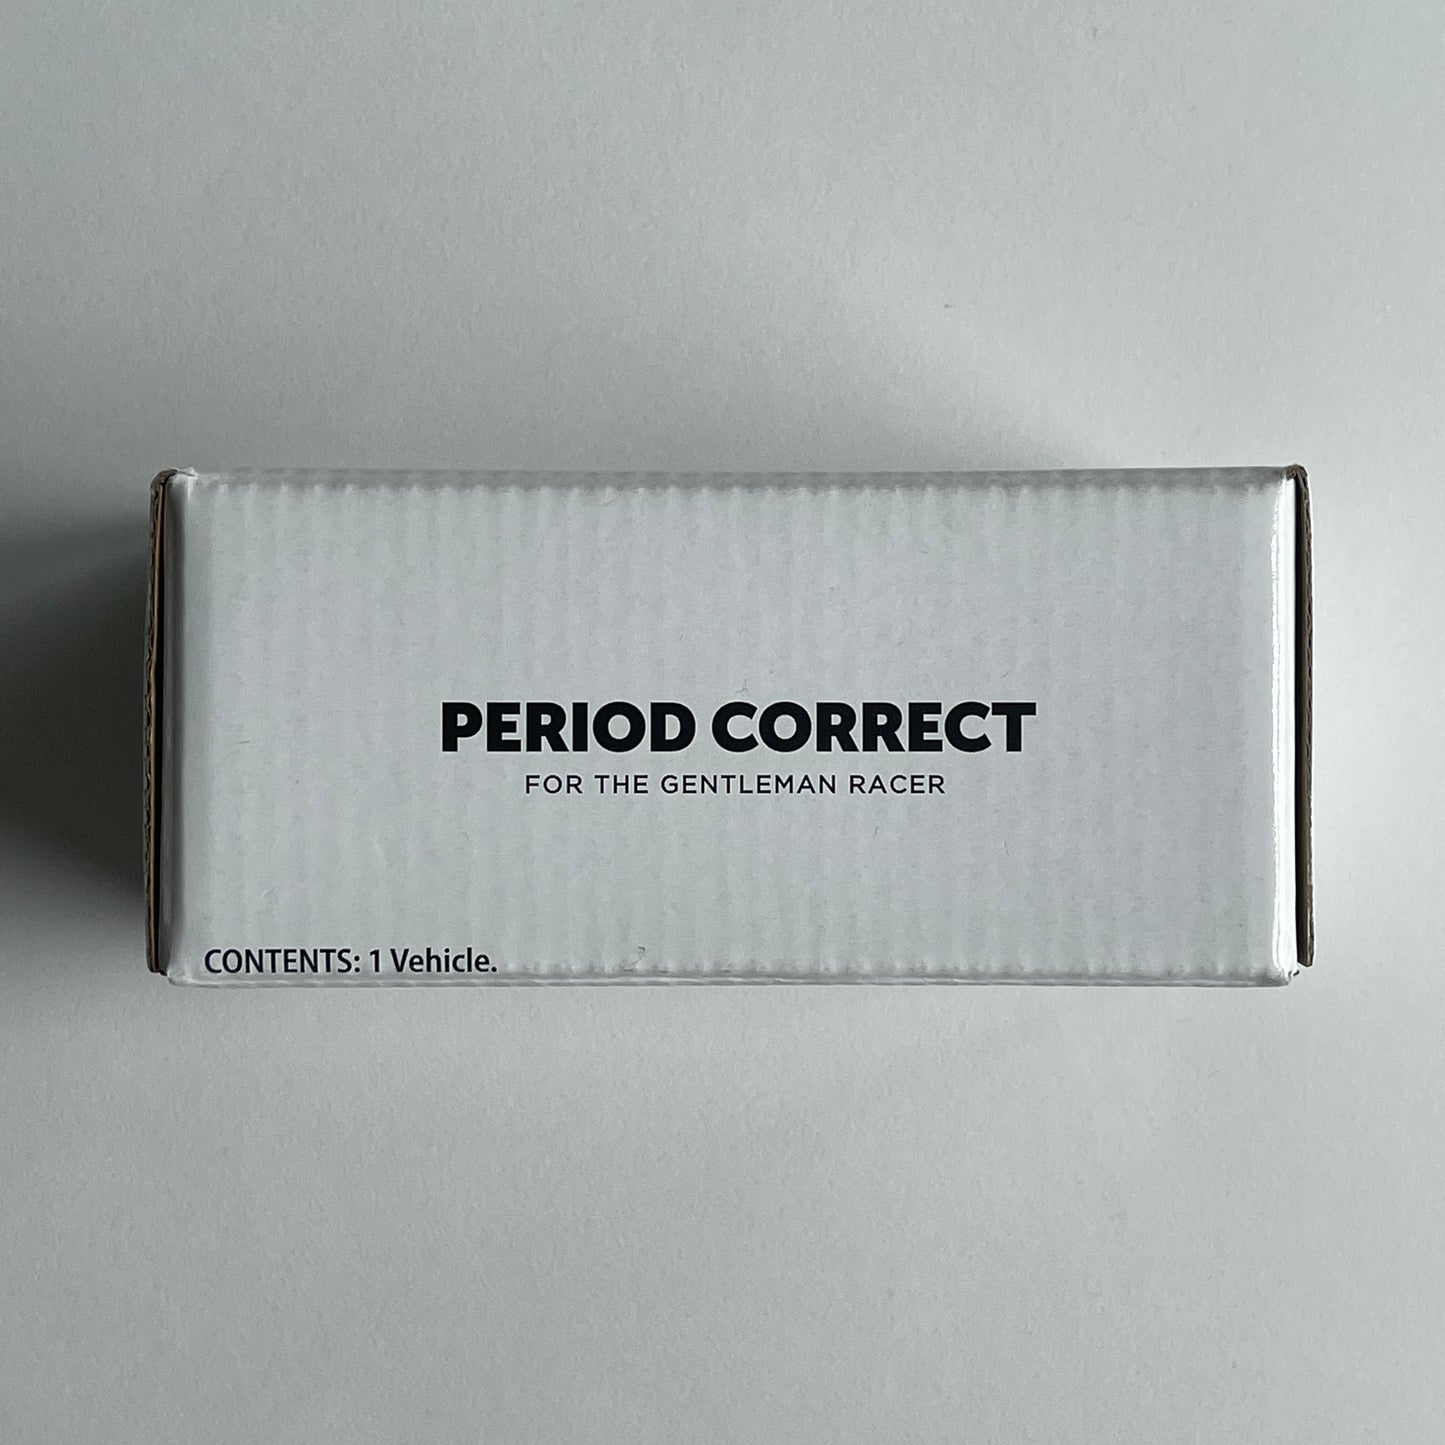 PERIOD CORRECT
FOR THE GENTLEMAN RACER
CONTENTS: 1 Vehicle.